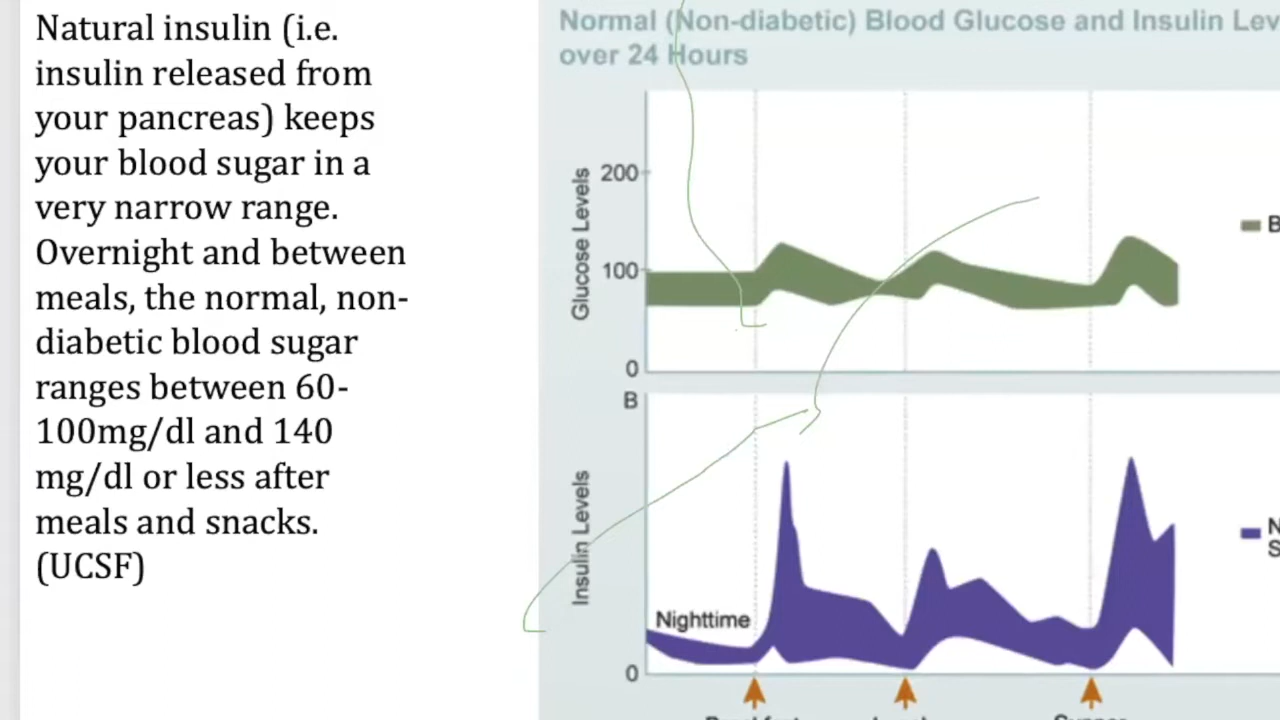 Natural insulin (i.e.
insulin released from
your pancreas) keeps
your blood sugar in a
very narrow range.
Overnight and between
meals, the normal, non-
diabetic blood sugar
ranges between 60-
100mg/dl and 140
mg/dl or less after
meals and snacks.
(UCSF)
Normal (Non-diabetic) Blood Glucose and Insulin Lev
over 24 Hours
Glucose Levels
200
100
0
B
B
Insulin Levels
Nighttime
0
N
S